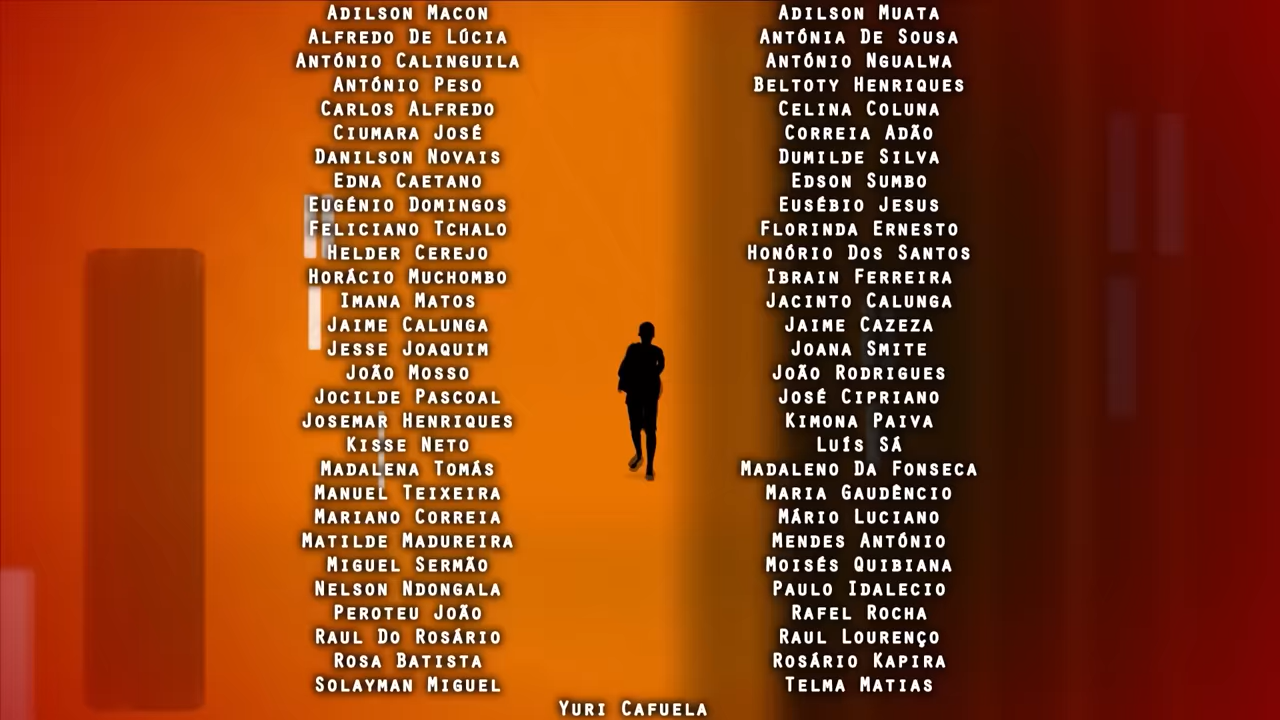 Adilson Macon
Adilson Muata
Alfredo De Lúcia
Antónia De Sousa
António Calinguila
António Ngualwa
António Peso
Beltoty Henriques
Carlos Alfredo
Celina Coluna
Ciumara José
Correia Adão
Danilson Novais
Dumilde Silva
Edna Caetano
Edson Sumbo
Eugénio Domingos
Eusébio Jesus
Feliciano Tchalo
Florinda Ernesto
Helder Cerejo
Honório Dos Santos
Horácio Muchombo
Ibrain Ferreira
Imana Matos
Jacinto Calunga
Jaime Calunga
Jaime Cazeza
Jesse Joaquim
Joana Smite
João Mosso
João Rodrigues
Jocilde Pascoal
José Cipriano
Josemar Henriques
Kimona Paiva
Kisse Neto
Luís Sá
Madalena Tomás
Madaleno Da Fonseca
Manuel Teixeira
Maria Gaudêncio
Mariano Correia
Mário Luciano
Matilde Madureira
Mendes António
Miguel Sermão
Moisés Quibiana
Nelson Ndongala
Paulo Idalecio
Peroteu João
Rafel Rocha
Raul Do Rosário
Raul Lourenço
Rosa Batista
Rosário Kapira
Solayman Miguel
Telma Matias
Yuri Cafuela